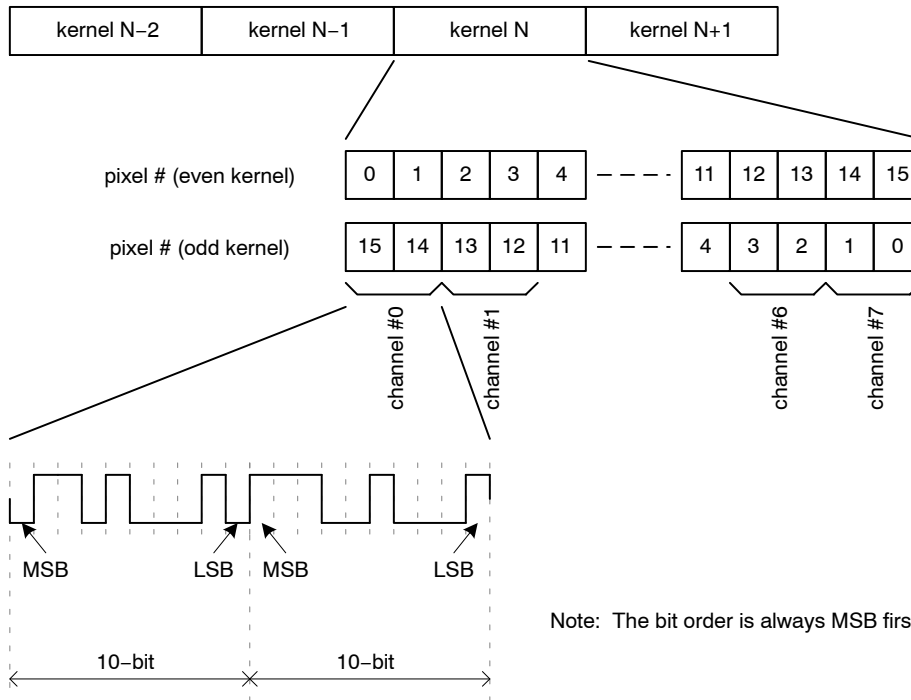 kernel N−2 kernel N−1 kernel N kernel N+1
pixel # (even kernel) 0 1 2 3 4 11 12 13 14 15
pixel # (odd kernel) 15 14 13 12 11 4 3 2 1 0
channel #0 channel #1 channel #6 channel #7
MSB LSB MSB LSB
Note: The bit order is always MSB firs
10−bit 10−bit